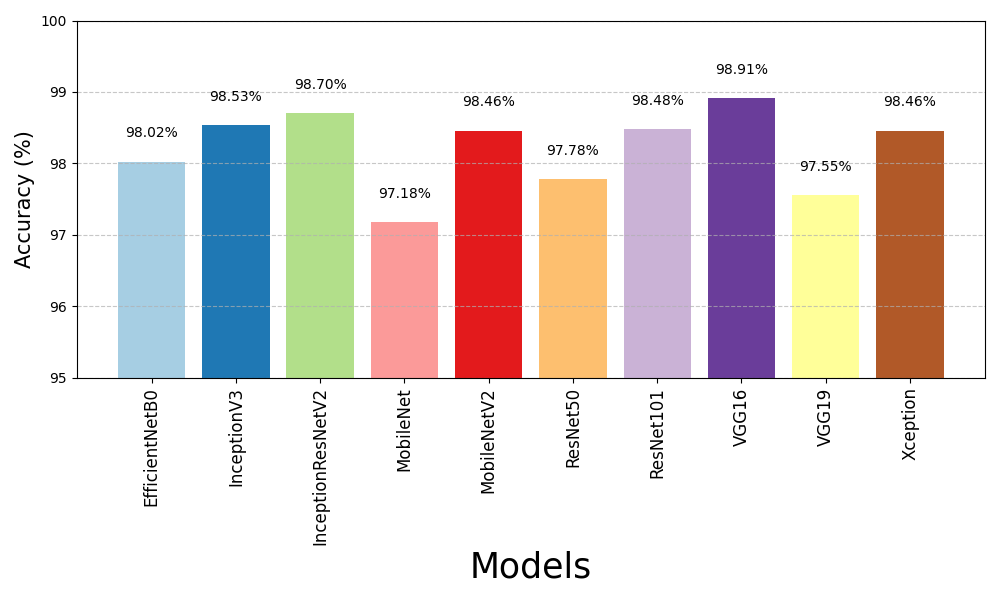 Accuracy (%)
100
99
98
97
96
95
98.02%
98.53%
98.70%
97.18%
98.46%
97.78%
98.48%
98.91%
97.55%
98.46%
EfficientNetB0
InceptionV3
InceptionResNetV2
MobileNet
MobileNetV2
ResNet50
ResNet101
VGG16
VGG19
Xception
Models